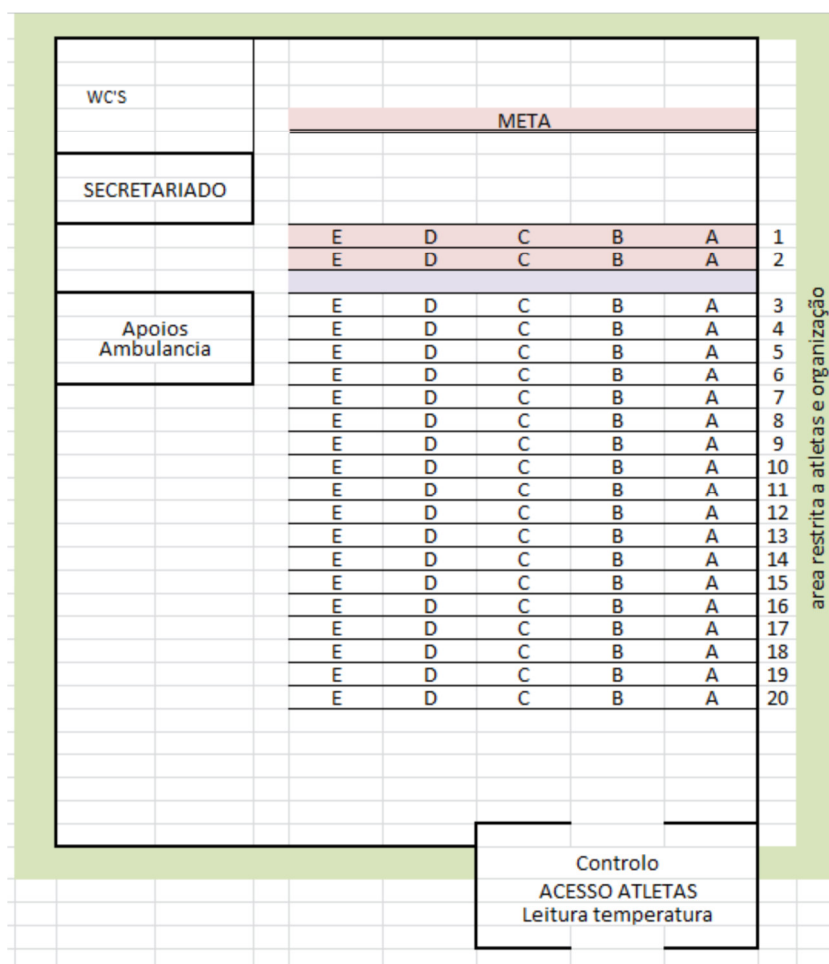 WC'S
META
SECRETARIADO
E D C B A 1
E D C B A 2
E D C B A 3
Apoios
Ambulancia
E D C B A 4
E D C B A 5
E D C B A 6
E D C B A 7
E D C B A 8
E D C B A 9
E D C B A 10
E D C B A 11
E D C B A 12
E D C B A 13
E D C B A 14
E D C B A 15
E D C B A 16
E D C B A 17
E D C B A 18
E D C B A 19
E D C B A 20
area restrita a atletas e organização
Controlo
ACESSO ATLETAS
Leitura temperatura